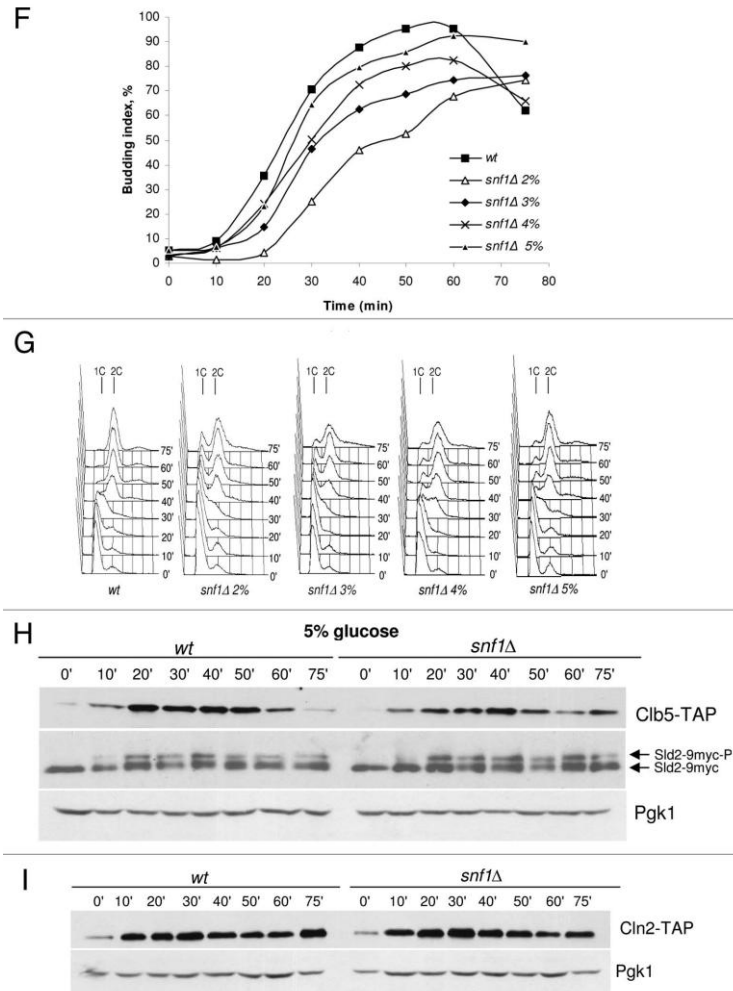 F
Budding index, %
100
90
80
70
60
50
40
30
20
10
0
0 10 20 30 40 50 60 70 80
Time (min)
wt
snf1Δ 2%
snf1Δ 3%
snf1Δ 4%
snf1Δ 5%
G
1C 2C 1C 2C 1C 2C 1C 2C 1C 2C
75' 75' 75' 75' 75'
60' 60' 60' 60' 60'
50' 50' 50' 50' 50'
40' 40' 40' 40' 40'
30' 30' 30' 30' 30'
20' 20' 20' 20' 20'
10' 10' 10' 10' 10'
0' 0' 0' 0' 0'
wt snf1Δ 2% snf1Δ 3% snf1Δ 4% snf1Δ 5%
H
5% glucose
wt snf1Δ
0' 10' 20' 30' 40' 50' 60' 75' 0' 10' 20' 30' 40' 50' 60' 75'
Clb5-TAP
Sld2-9myc-P
Sld2-9myc
Pgk1
I
wt snf1Δ
0' 10' 20' 30' 40' 50' 60' 75' 0' 10' 20' 30' 40' 50' 60' 75'
Cln2-TAP
Pgk1